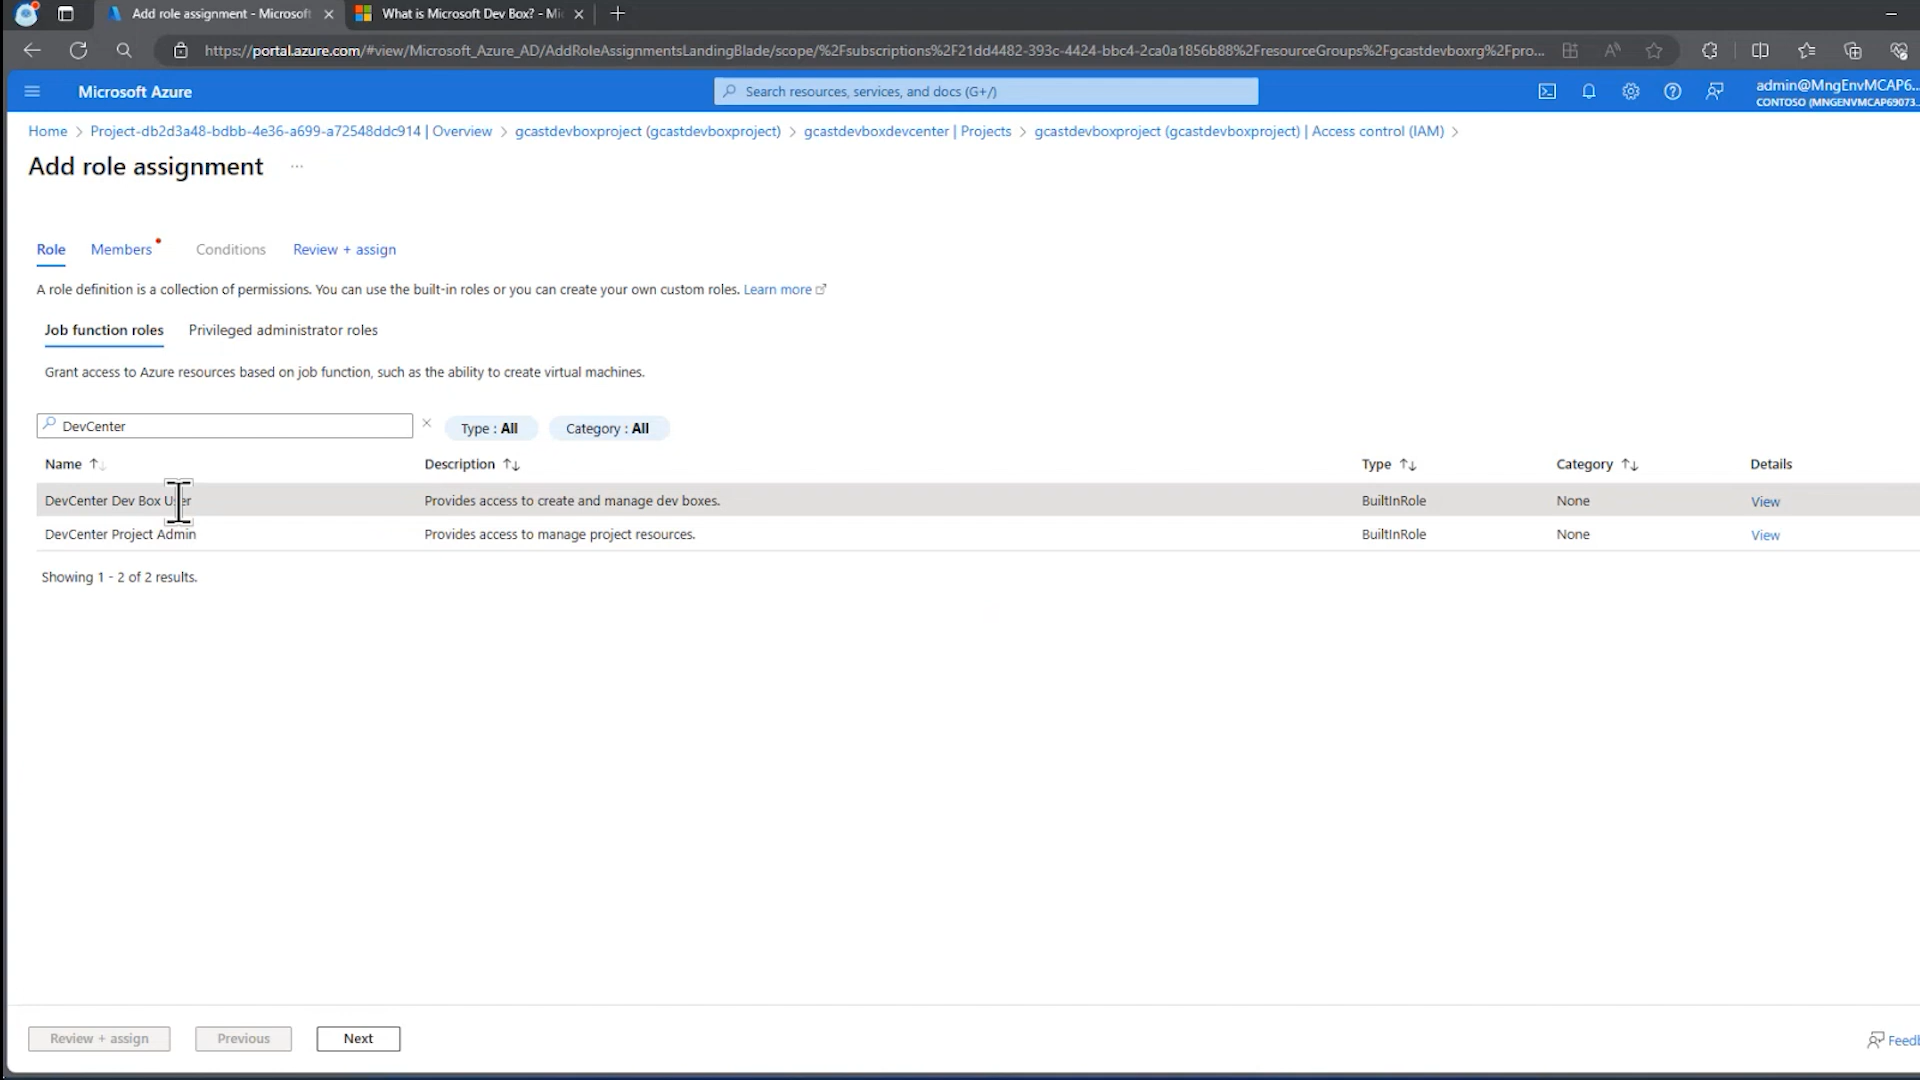 Add role assignment - Microsoft
What is Microsoft Dev Box? - Mi
https://portal.azure.com/#view/Microsoft_Azure_AD/AddRoleAssignmentsLandingBlade/scope/%2Fsubscriptions%2F21dd4482-393c-4424-bbc4-2ca0a1856b88%2FresourceGroups%2Fgcastdevboxrg%2Fpro...
Microsoft Azure
Search resources, services, and docs (G+/)
admin@MngEnvMCAP6...
CONTOSO (MNGENVMCAP69073...
Home > Project-db2d3a48-bdbb-4e36-a699-a72548ddc914 | Overview > gcastdevboxproject (gcastdevboxproject) > gcastdevboxdevcenter | Projects > gcastdevboxproject (gcastdevboxproject) | Access control (IAM) >
Add role assignment ...
Role Members Conditions Review + assign
A role definition is a collection of permissions. You can use the built-in roles or you can create your own custom roles. Learn more
Job function roles Privileged administrator roles
Grant access to Azure resources based on job function, such as the ability to create virtual machines.
DevCenter Type : All Category : All
Name ↑↓ Description ↑↓ Type ↑↓ Category ↑↓ Details
DevCenter Dev Box User Provides access to create and manage dev boxes. BuiltInRole None View
DevCenter Project Admin Provides access to manage project resources. BuiltInRole None View
Showing 1 - 2 of 2 results.
Review + assign Previous Next Feedb